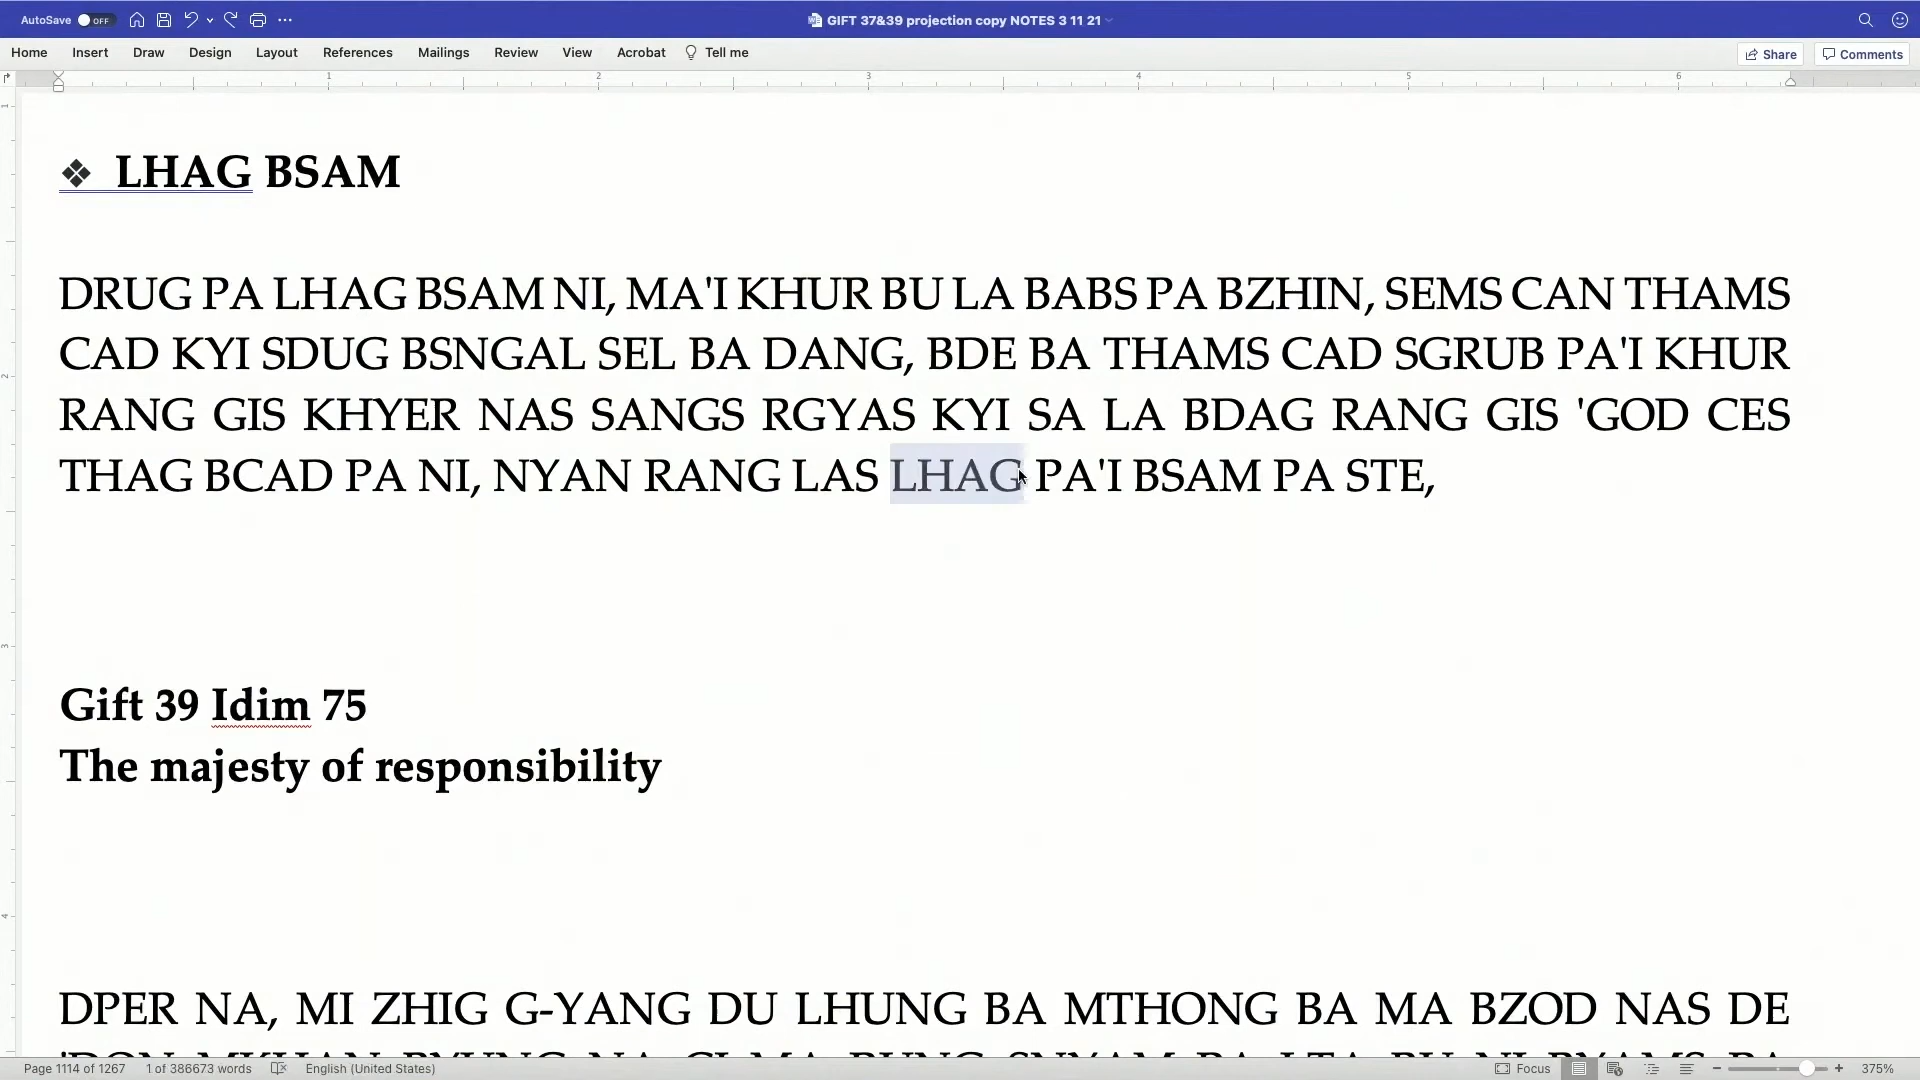 AutoSave OFF GIFT 37&39 projection copy NOTES 3 11 21
Home Insert Draw Design Layout References Mailings Review View Acrobat Tell me Share Comments
1 2 3 4 5 6
❖ LHAG BSAM
DRUG PA LHAG BSAM NI, MA'I KHUR BU LA BABS PA BZHIN, SEMS CAN THAMS
CAD KYI SDUG BSNGAL SEL BA DANG, BDE BA THAMS CAD SGRUB PA'I KHUR
RANG GIS KHYER NAS SANGS RGYAS KYI SA LA BDAG RANG GIS 'GOD CES
THAG BCAD PA NI, NYAN RANG LAS LHAG PA'I BSAM PA STE,
Gift 39 Idim 75
The majesty of responsibility
DPER NA, MI ZHIG G-YANG DU LHUNG BA MTHONG BA MA BZOD NAS DE
Page 1114 of 1267 1 of 386673 words English (United States) Focus 375%